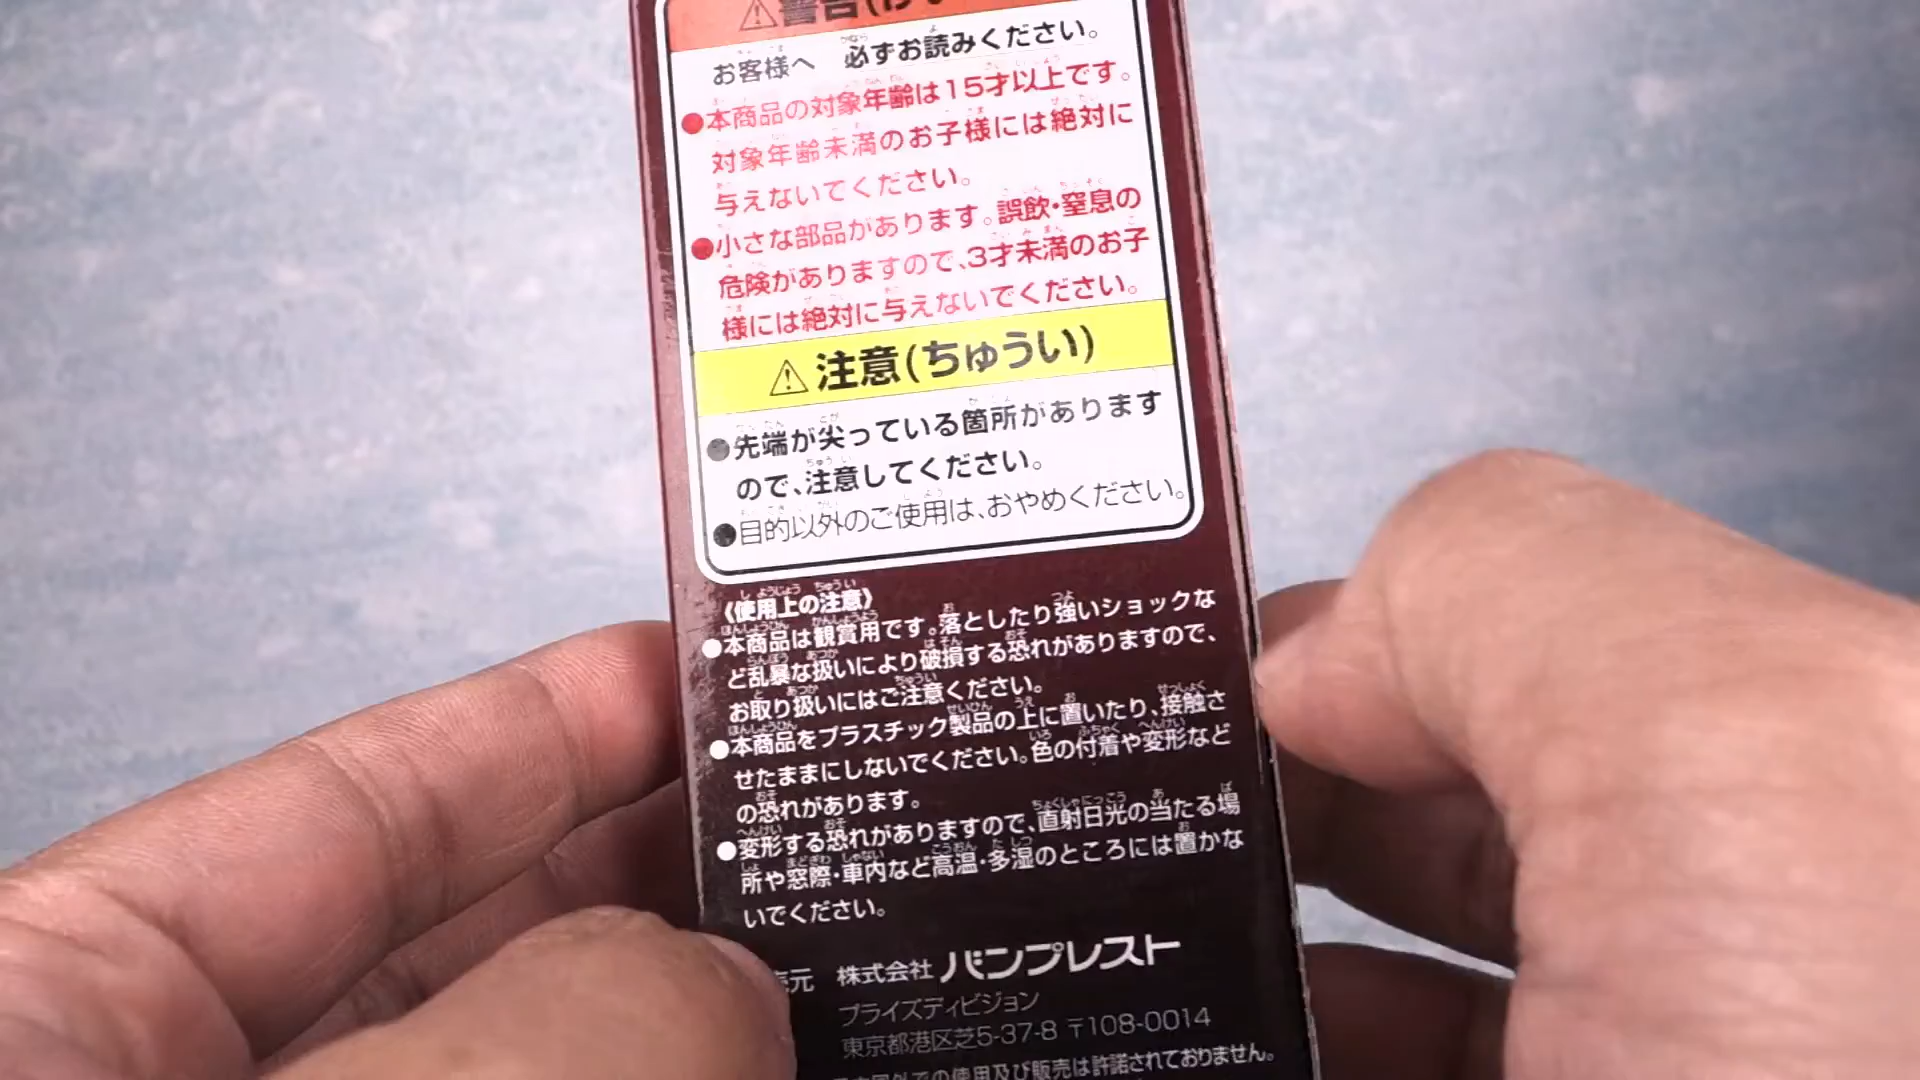 警告(け
お客様へ 必ずお読みください。
●本商品の対象年齢は15才以上です。
対象年齢未満のお子様には絶対に
与えないでください。
●小さな部品があります。誤飲・窒息の
危険がありますので、3才未満のお子
様には絶対に与えないでください。
注意(ちゅうい)
●先端が尖っている箇所があります
ので、注意してください。
●目的以外のご使用は、おやめください。
《使用上の注意》
●本商品は観賞用です。落としたり強いショックな
ど乱暴な扱いにより破損する恐れがありますので、
お取り扱いにはご注意ください。
●本商品をプラスチック製品の上に置いたり、接触さ
せたままにしないでください。色の付着や変形など
の恐れがあります。
●変形する恐れがありますので、直射日光の当たる場
所や窓際・車内など高温・多湿のところには置かな
いでください。
元 株式会社バンプレスト
プライズディビジョン
東京都港区芝5-37-8 〒108-0014
国外での使用及び販売は許諾されておりません。